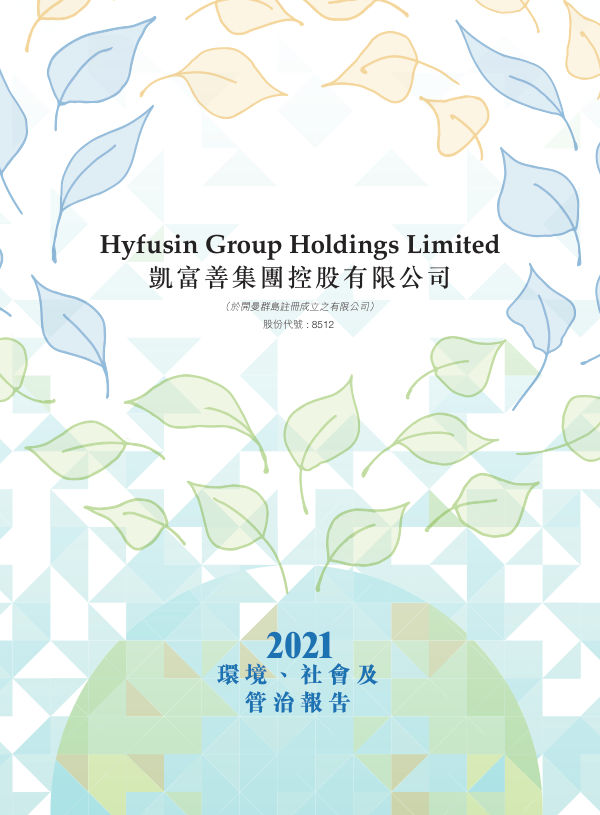 Hyfusin Group Holdings Limited
凱富善集團控股有限公司
（於開曼群島註冊成立之有限公司）
股份代號 : 8512
2021
環境、社會及
管治報告